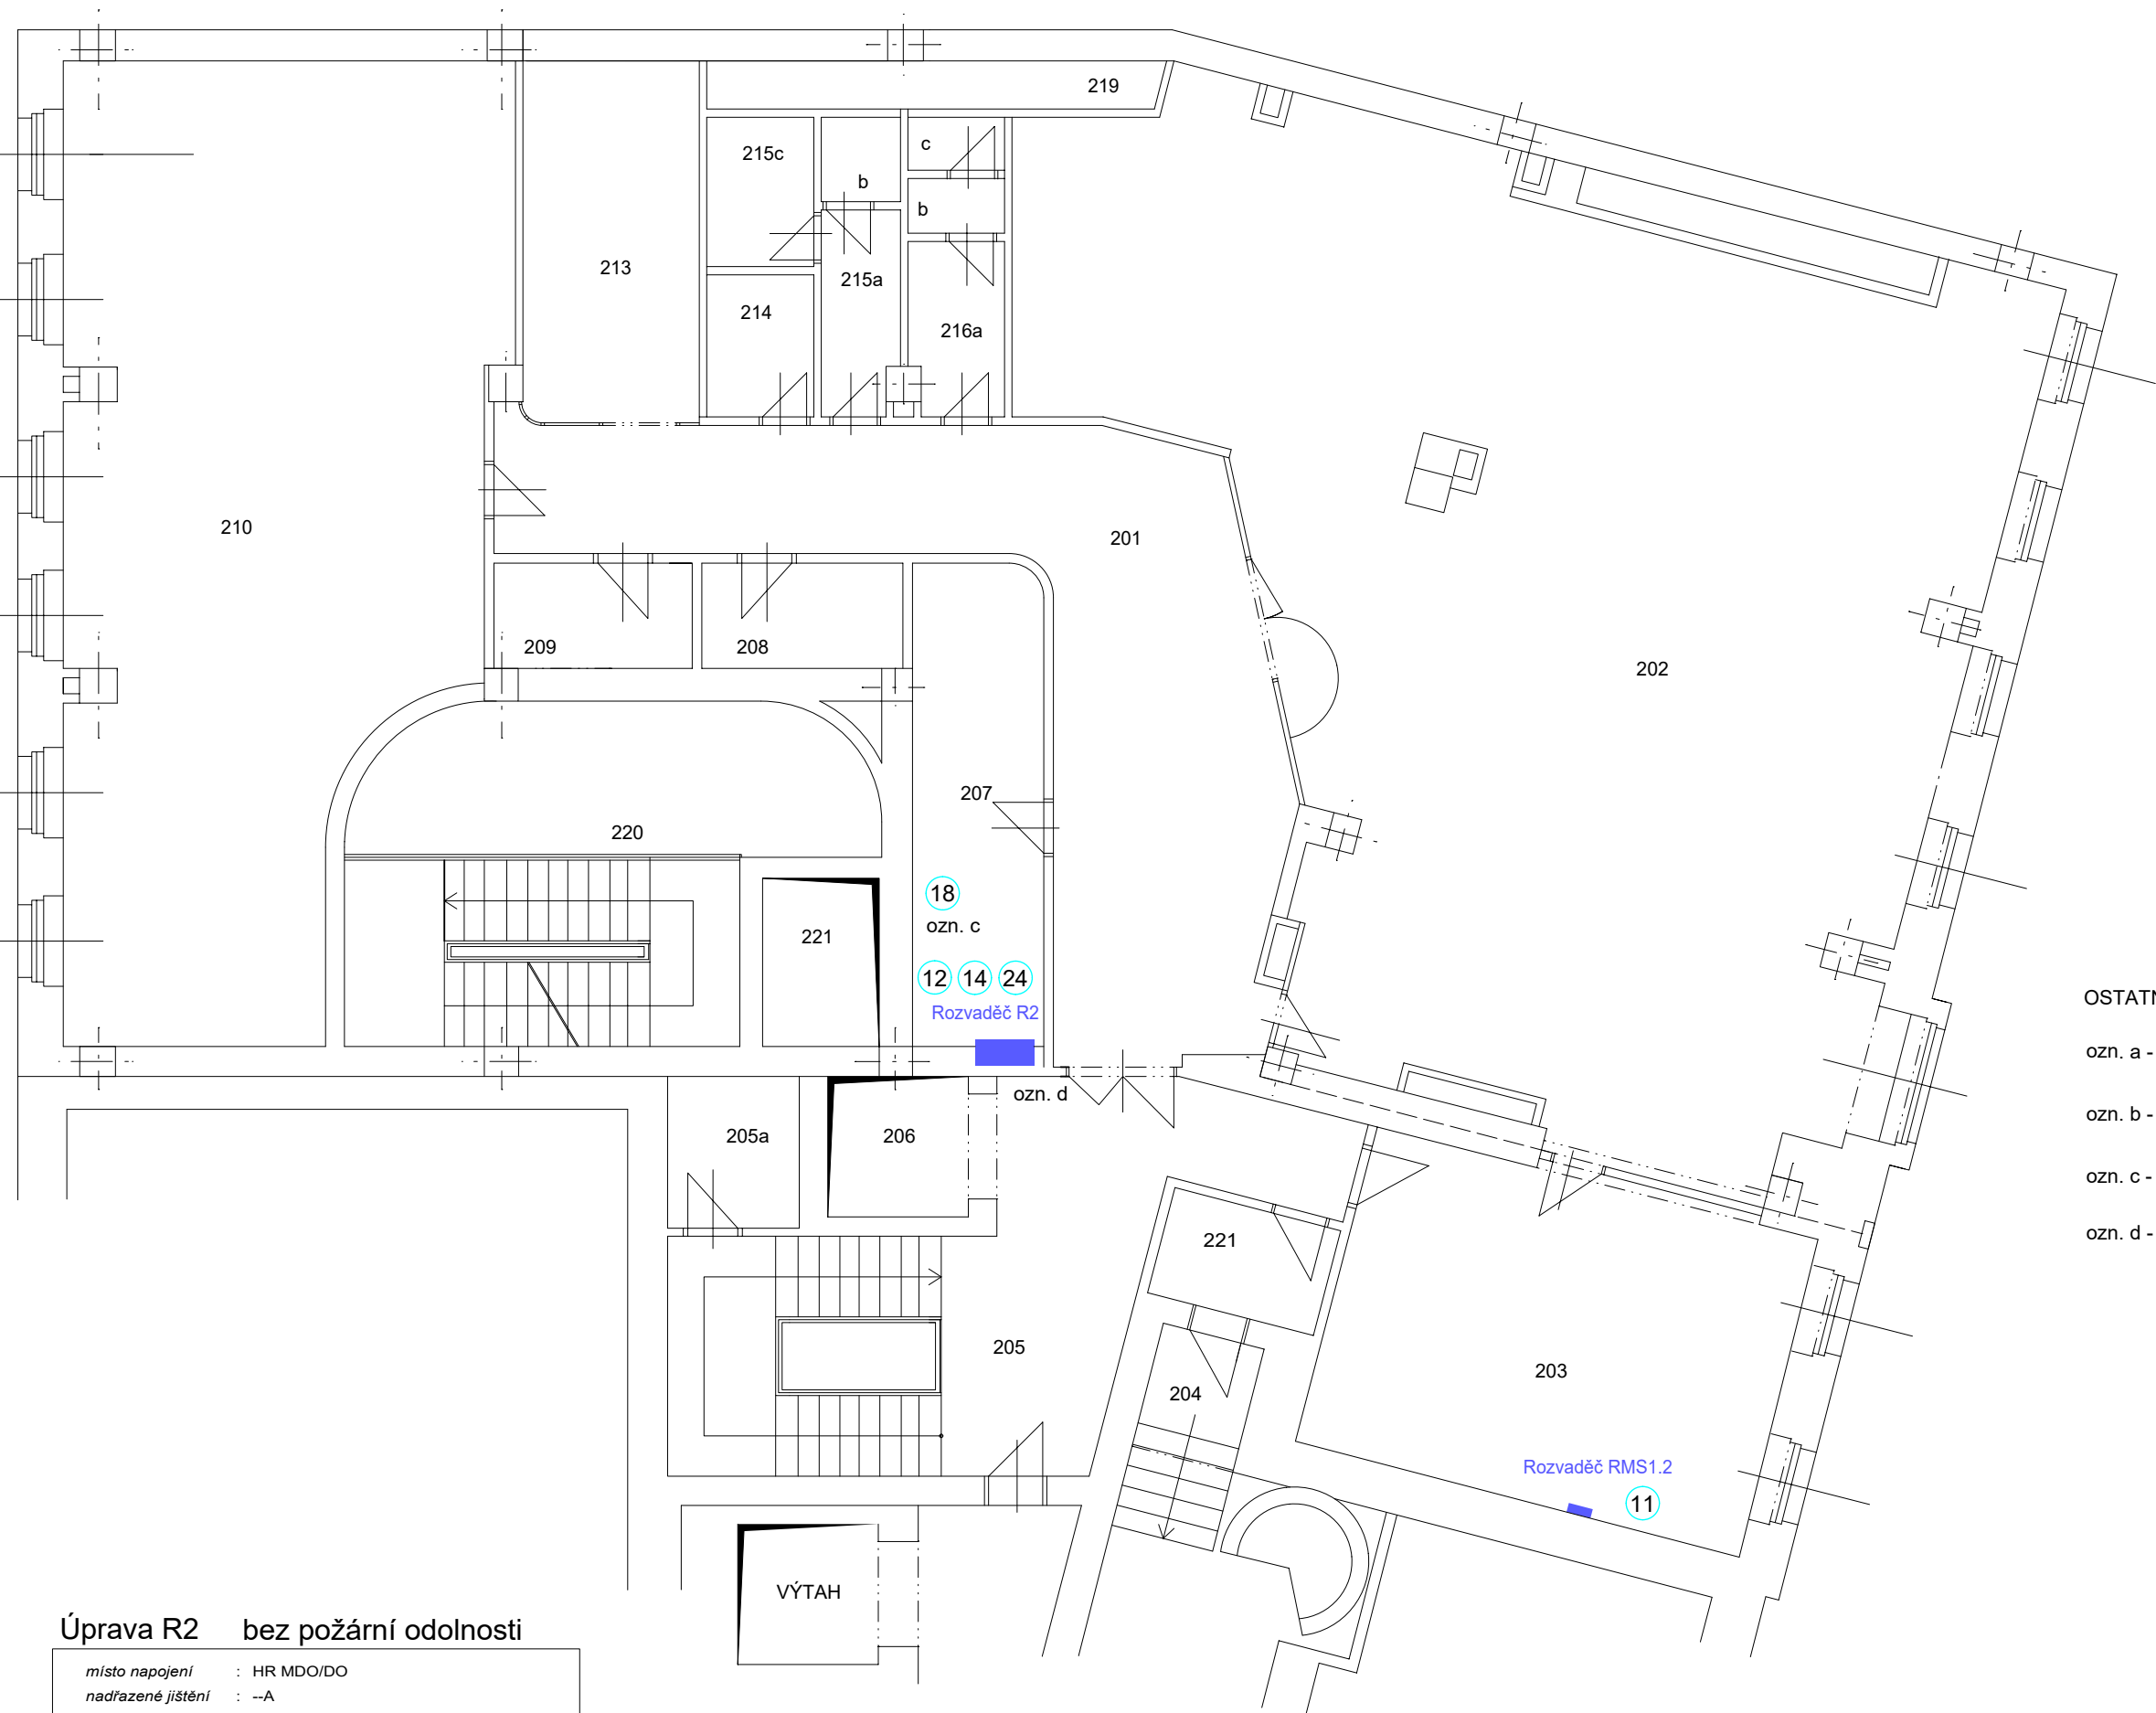 219
215c
c
b
b
213
215a
214
216a
210
201
209
208
202
207
220
18
221
ozn. c
12 14 24
Rozvaděč R2
OSTATN
ozn. a -
ozn. d
ozn. b -
205a
206
ozn. c -
221
ozn. d -
205
203
204
Rozvaděč RMS1.2
11
VÝTAH
Úprava R2 bez požární odolnosti
místo napojení : HR MDO/DO
nadřazené jištění : --A